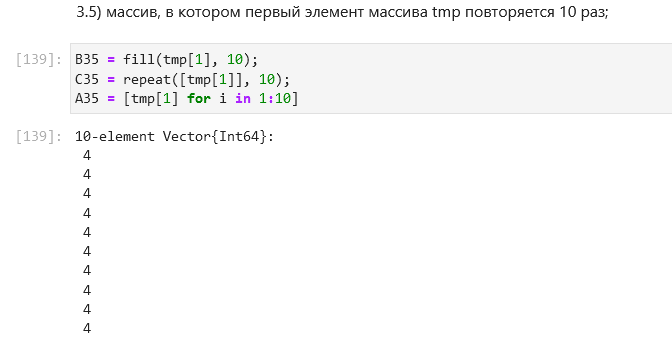 3.5) массив, в котором первый элемент массива tmp повторяется 10 раз;
[139]: B35 = fill(tmp[1], 10);
C35 = repeat([tmp[1]], 10);
A35 = [tmp[1] for i in 1:10]
[139]: 10-element Vector{Int64}:
4
4
4
4
4
4
4
4
4
4